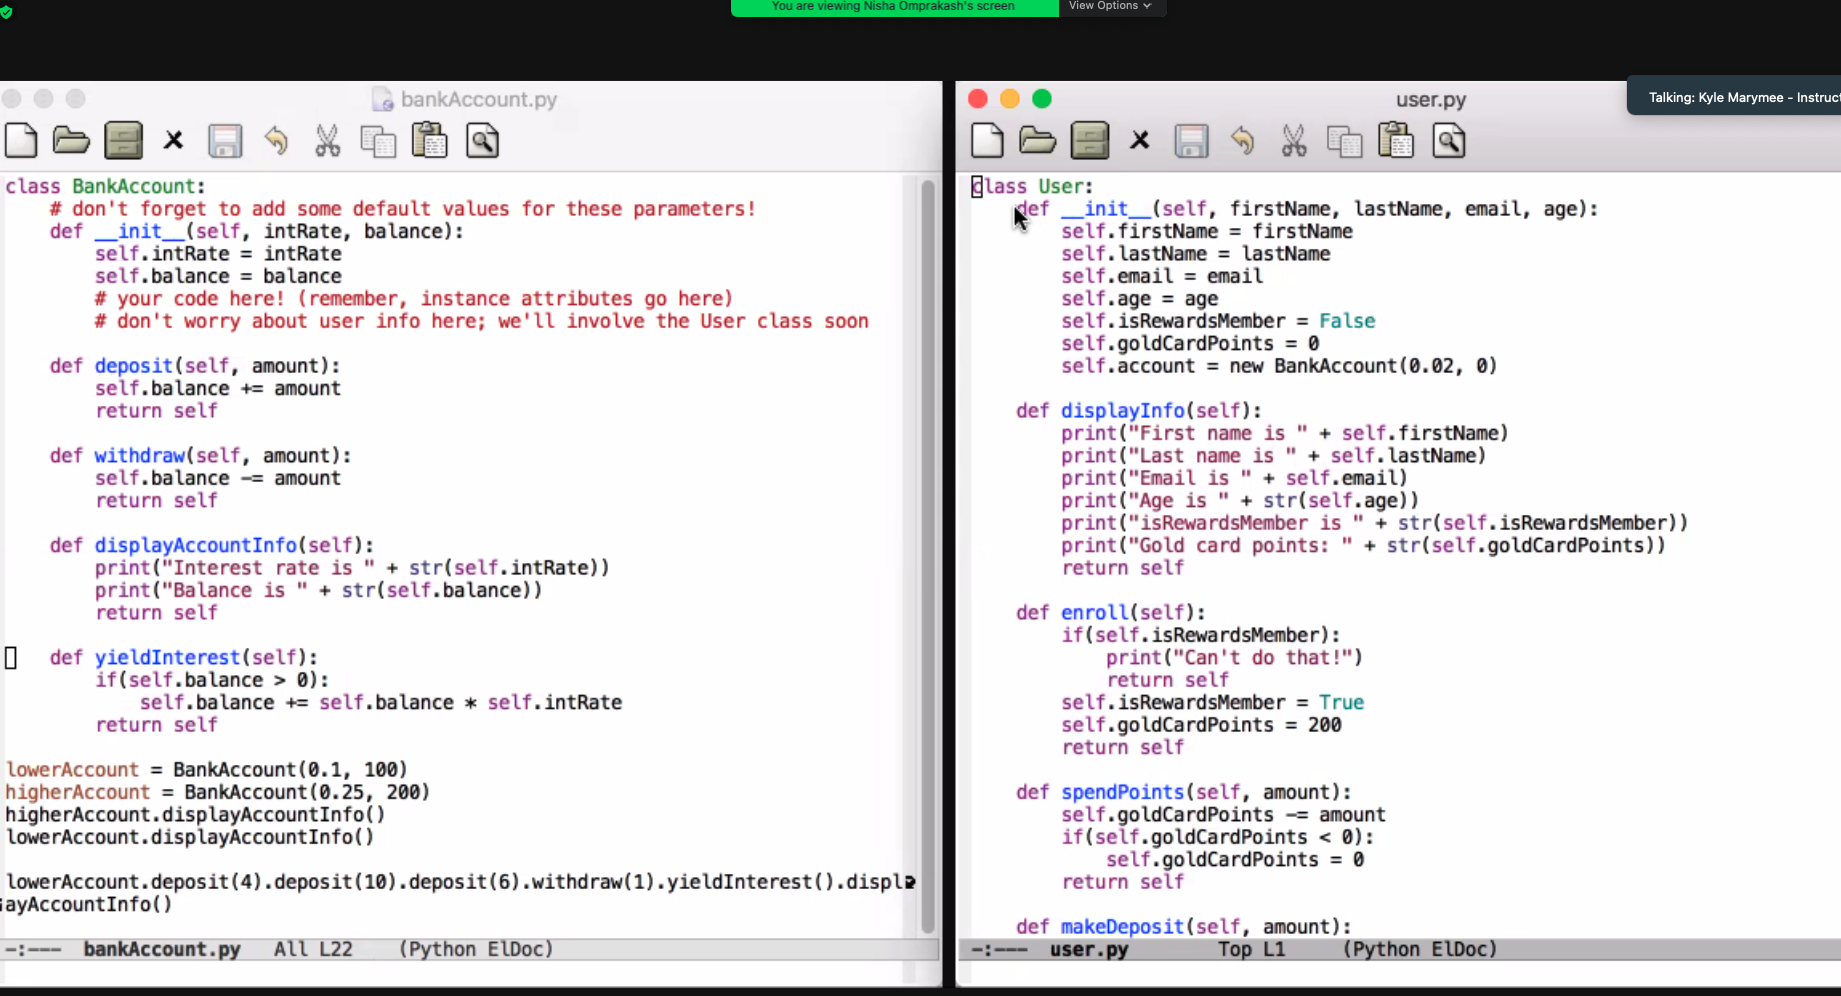 You are viewing Nisha Omprakash's screen
View Options
Talking: Kyle Marymee - Instruct
bankAccount.py
class BankAccount:
    # don't forget to add some default values for these parameters!
    def __init__(self, intRate, balance):
        self.intRate = intRate
        self.balance = balance
        # your code here! (remember, instance attributes go here)
        # don't worry about user info here; we'll involve the User class soon

    def deposit(self, amount):
        self.balance += amount
        return self

    def withdraw(self, amount):
        self.balance -= amount
        return self

    def displayAccountInfo(self):
        print("Interest rate is " + str(self.intRate))
        print("Balance is " + str(self.balance))
        return self

    def yieldInterest(self):
        if(self.balance > 0):
            self.balance += self.balance * self.intRate
        return self

lowerAccount = BankAccount(0.1, 100)
higherAccount = BankAccount(0.25, 200)
higherAccount.displayAccountInfo()
lowerAccount.displayAccountInfo()

lowerAccount.deposit(4).deposit(10).deposit(6).withdraw(1).yieldInterest().displ
ayAccountInfo()
-:--- bankAccount.py All L22 (Python ElDoc)
user.py
class User:
    def __init__(self, firstName, lastName, email, age):
        self.firstName = firstName
        self.lastName = lastName
        self.email = email
        self.age = age
        self.isRewardsMember = False
        self.goldCardPoints = 0
        self.account = new BankAccount(0.02, 0)

    def displayInfo(self):
        print("First name is " + self.firstName)
        print("Last name is " + self.lastName)
        print("Email is " + self.email)
        print("Age is " + str(self.age))
        print("isRewardsMember is " + str(self.isRewardsMember))
        print("Gold card points: " + str(self.goldCardPoints))
        return self

    def enroll(self):
        if(self.isRewardsMember):
            print("Can't do that!")
            return self
        self.isRewardsMember = True
        self.goldCardPoints = 200
        return self

    def spendPoints(self, amount):
        self.goldCardPoints -= amount
        if(self.goldCardPoints < 0):
            self.goldCardPoints = 0
        return self

    def makeDeposit(self, amount):
-:--- user.py Top L1 (Python ElDoc)